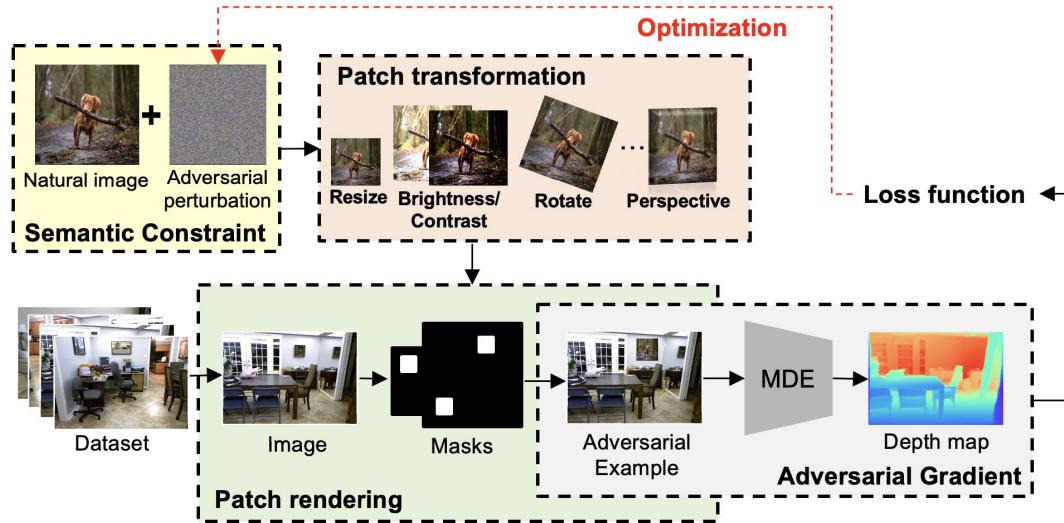 Optimization
Patch transformation
Natural image
Adversarial
perturbation
Semantic Constraint
Resize
Brightness/
Contrast
Rotate
...
Perspective
Loss function
Dataset
Image
Masks
Patch rendering
Adversarial
Example
MDE
Depth map
Adversarial Gradient